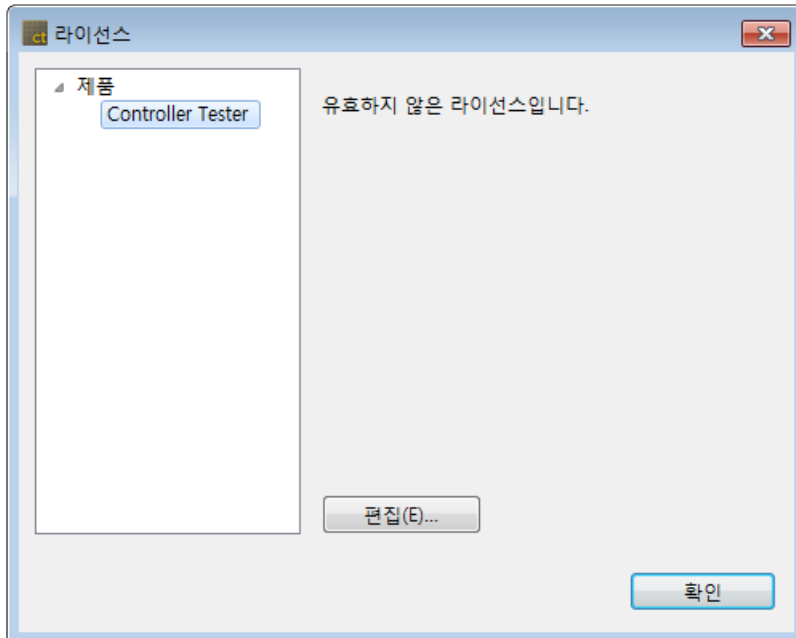 ct 라이선스
제품
Controller Tester
유효하지 않은 라이선스입니다.
편집(E)...
확인